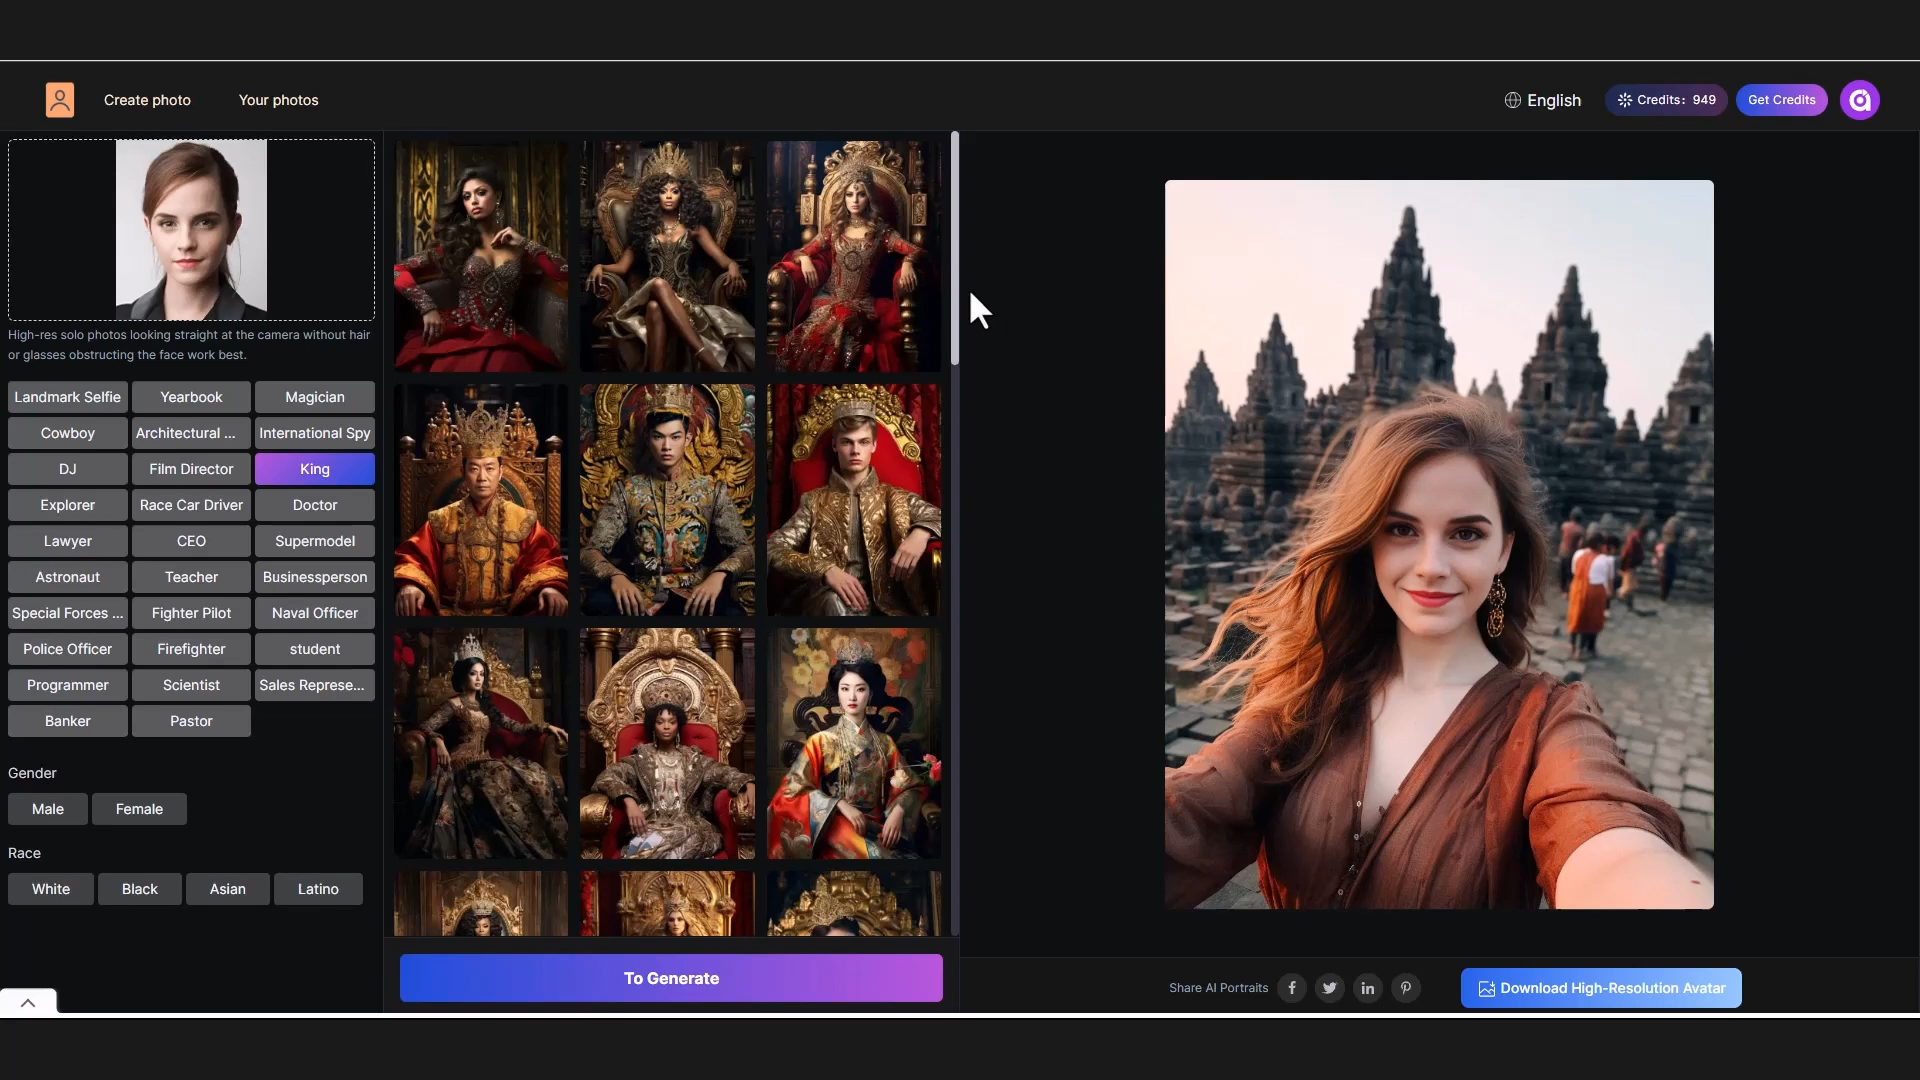 Create photo
Your photos
English
Credits: 949
Get Credits
High-res solo photos looking straight at the camera without hair
or glasses obstructing the face work best.
Landmark Selfie
Yearbook
Magician
Cowboy
Architectural ...
International Spy
DJ
Film Director
King
Explorer
Race Car Driver
Doctor
Lawyer
CEO
Supermodel
Astronaut
Teacher
Businessperson
Special Forces ...
Fighter Pilot
Naval Officer
Police Officer
Firefighter
student
Programmer
Scientist
Sales Represe...
Banker
Pastor
Gender
Male
Female
Race
White
Black
Asian
Latino
To Generate
Share AI Portraits
Download High-Resolution Avatar